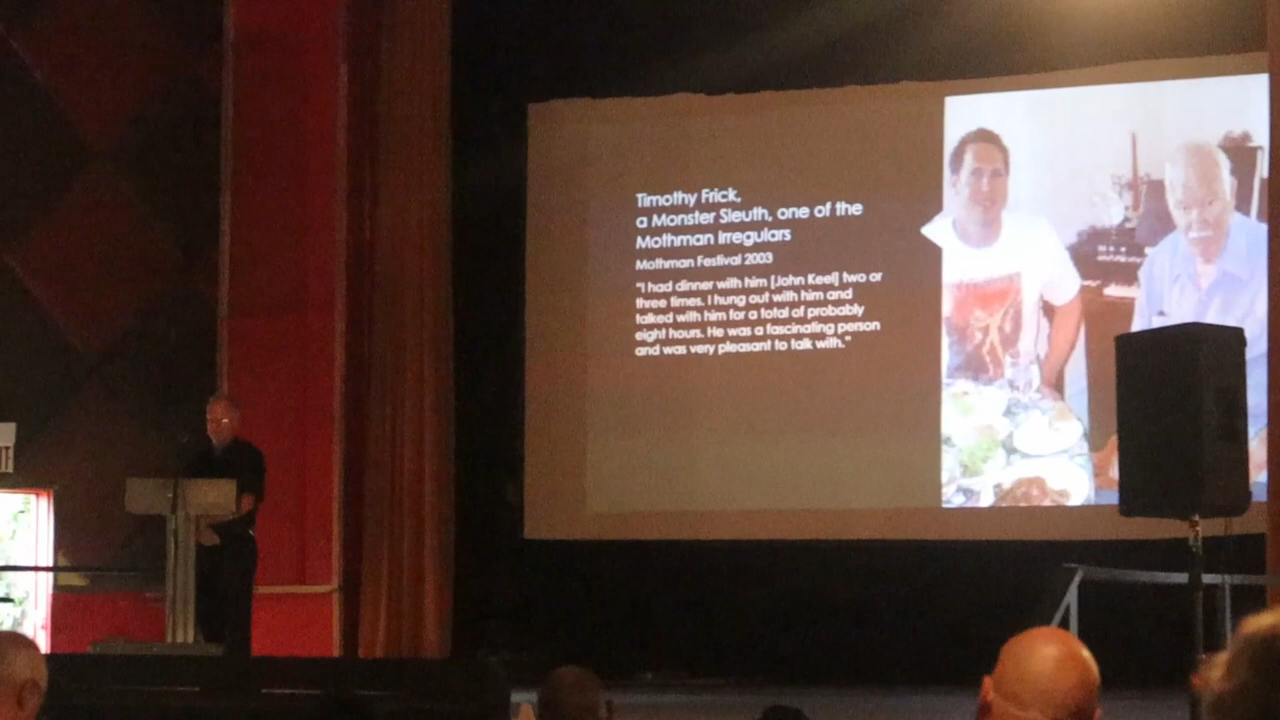 Timothy Frick,
a Monster Sleuth, one of the
Mothman Irregulars
Mothman Festival 2003
"I had dinner with him [John Keel] two or
three times. I hung out with him and
talked with him for a total of probably
eight hours. He was a fascinating person
and was very pleasant to talk with."